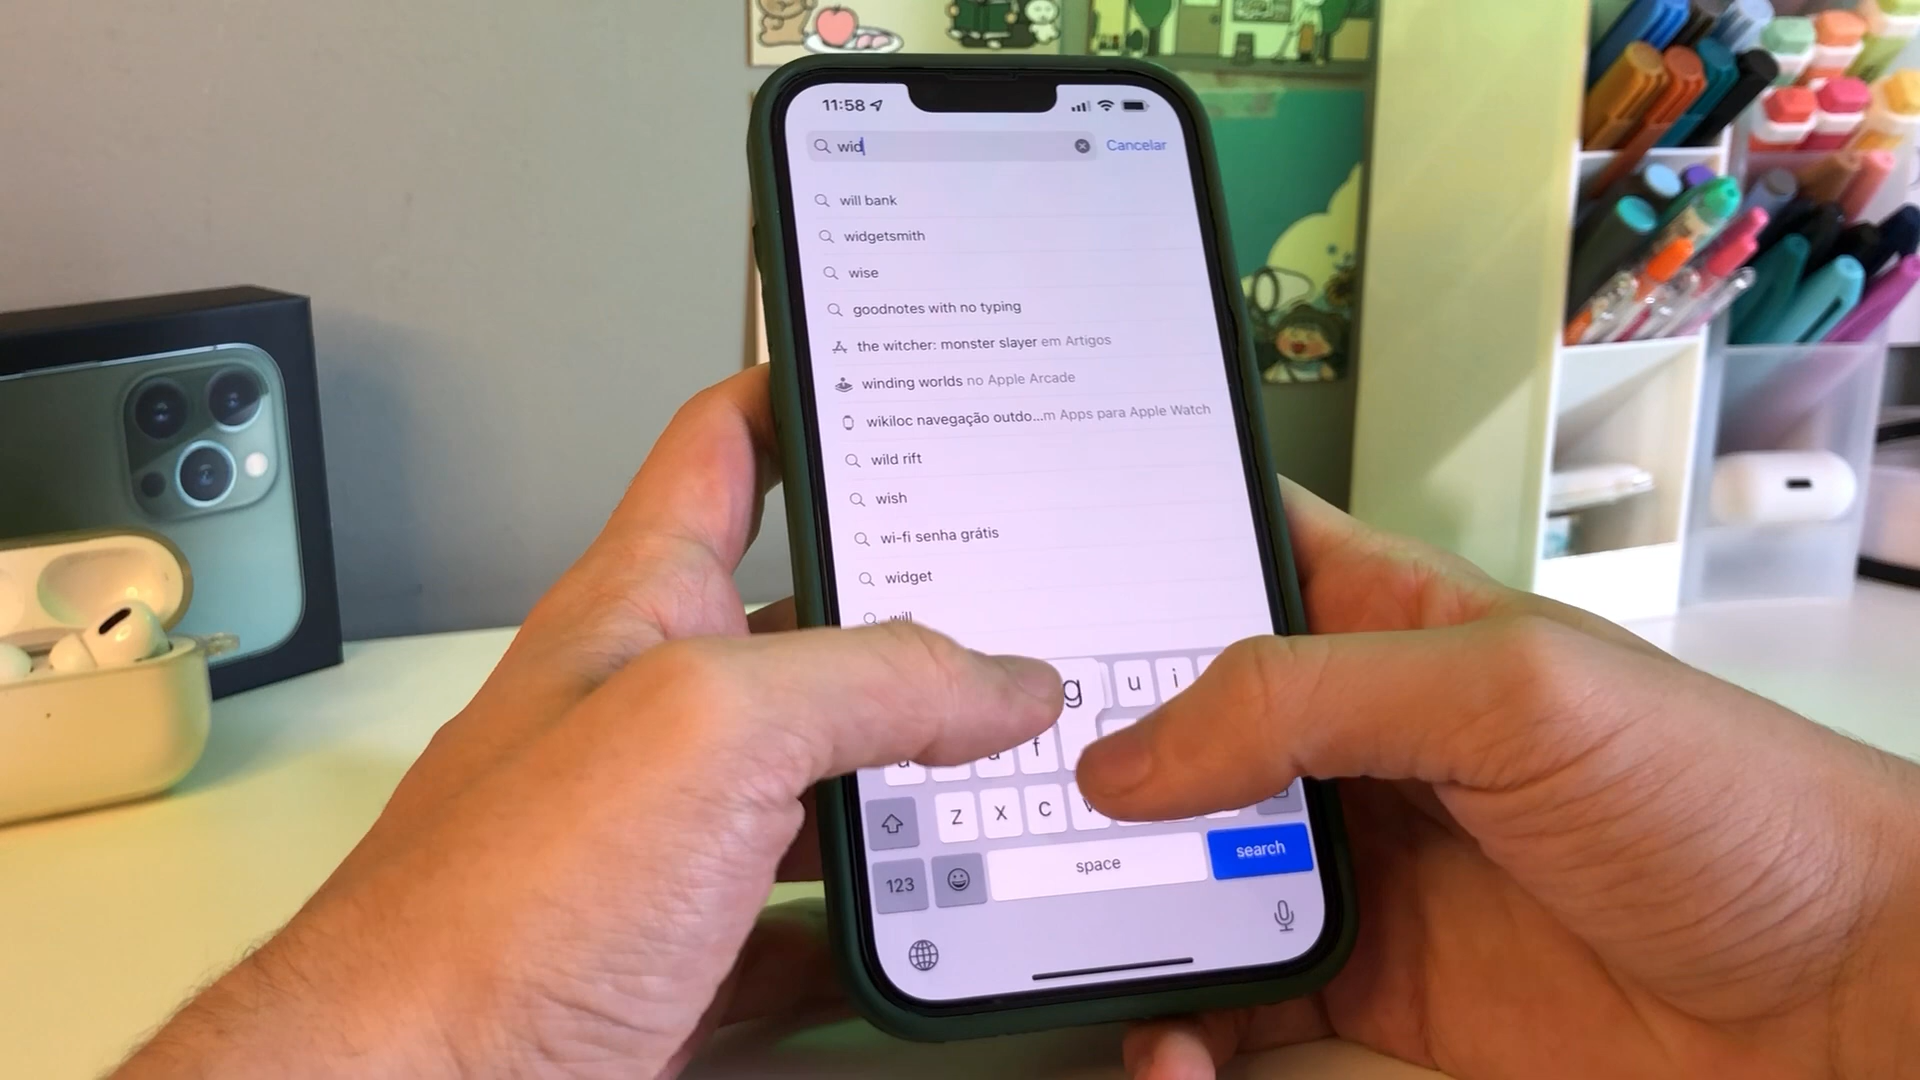 11:58
wid
Cancelar
will bank
widgetsmith
wise
goodnotes with no typing
the witcher: monster slayer em Artigos
winding worlds no Apple Arcade
wikiloc navegação outdo...m Apps para Apple Watch
wild rift
wish
wi-fi senha grátis
widget
will
g u i
f
z x c v
123 space search